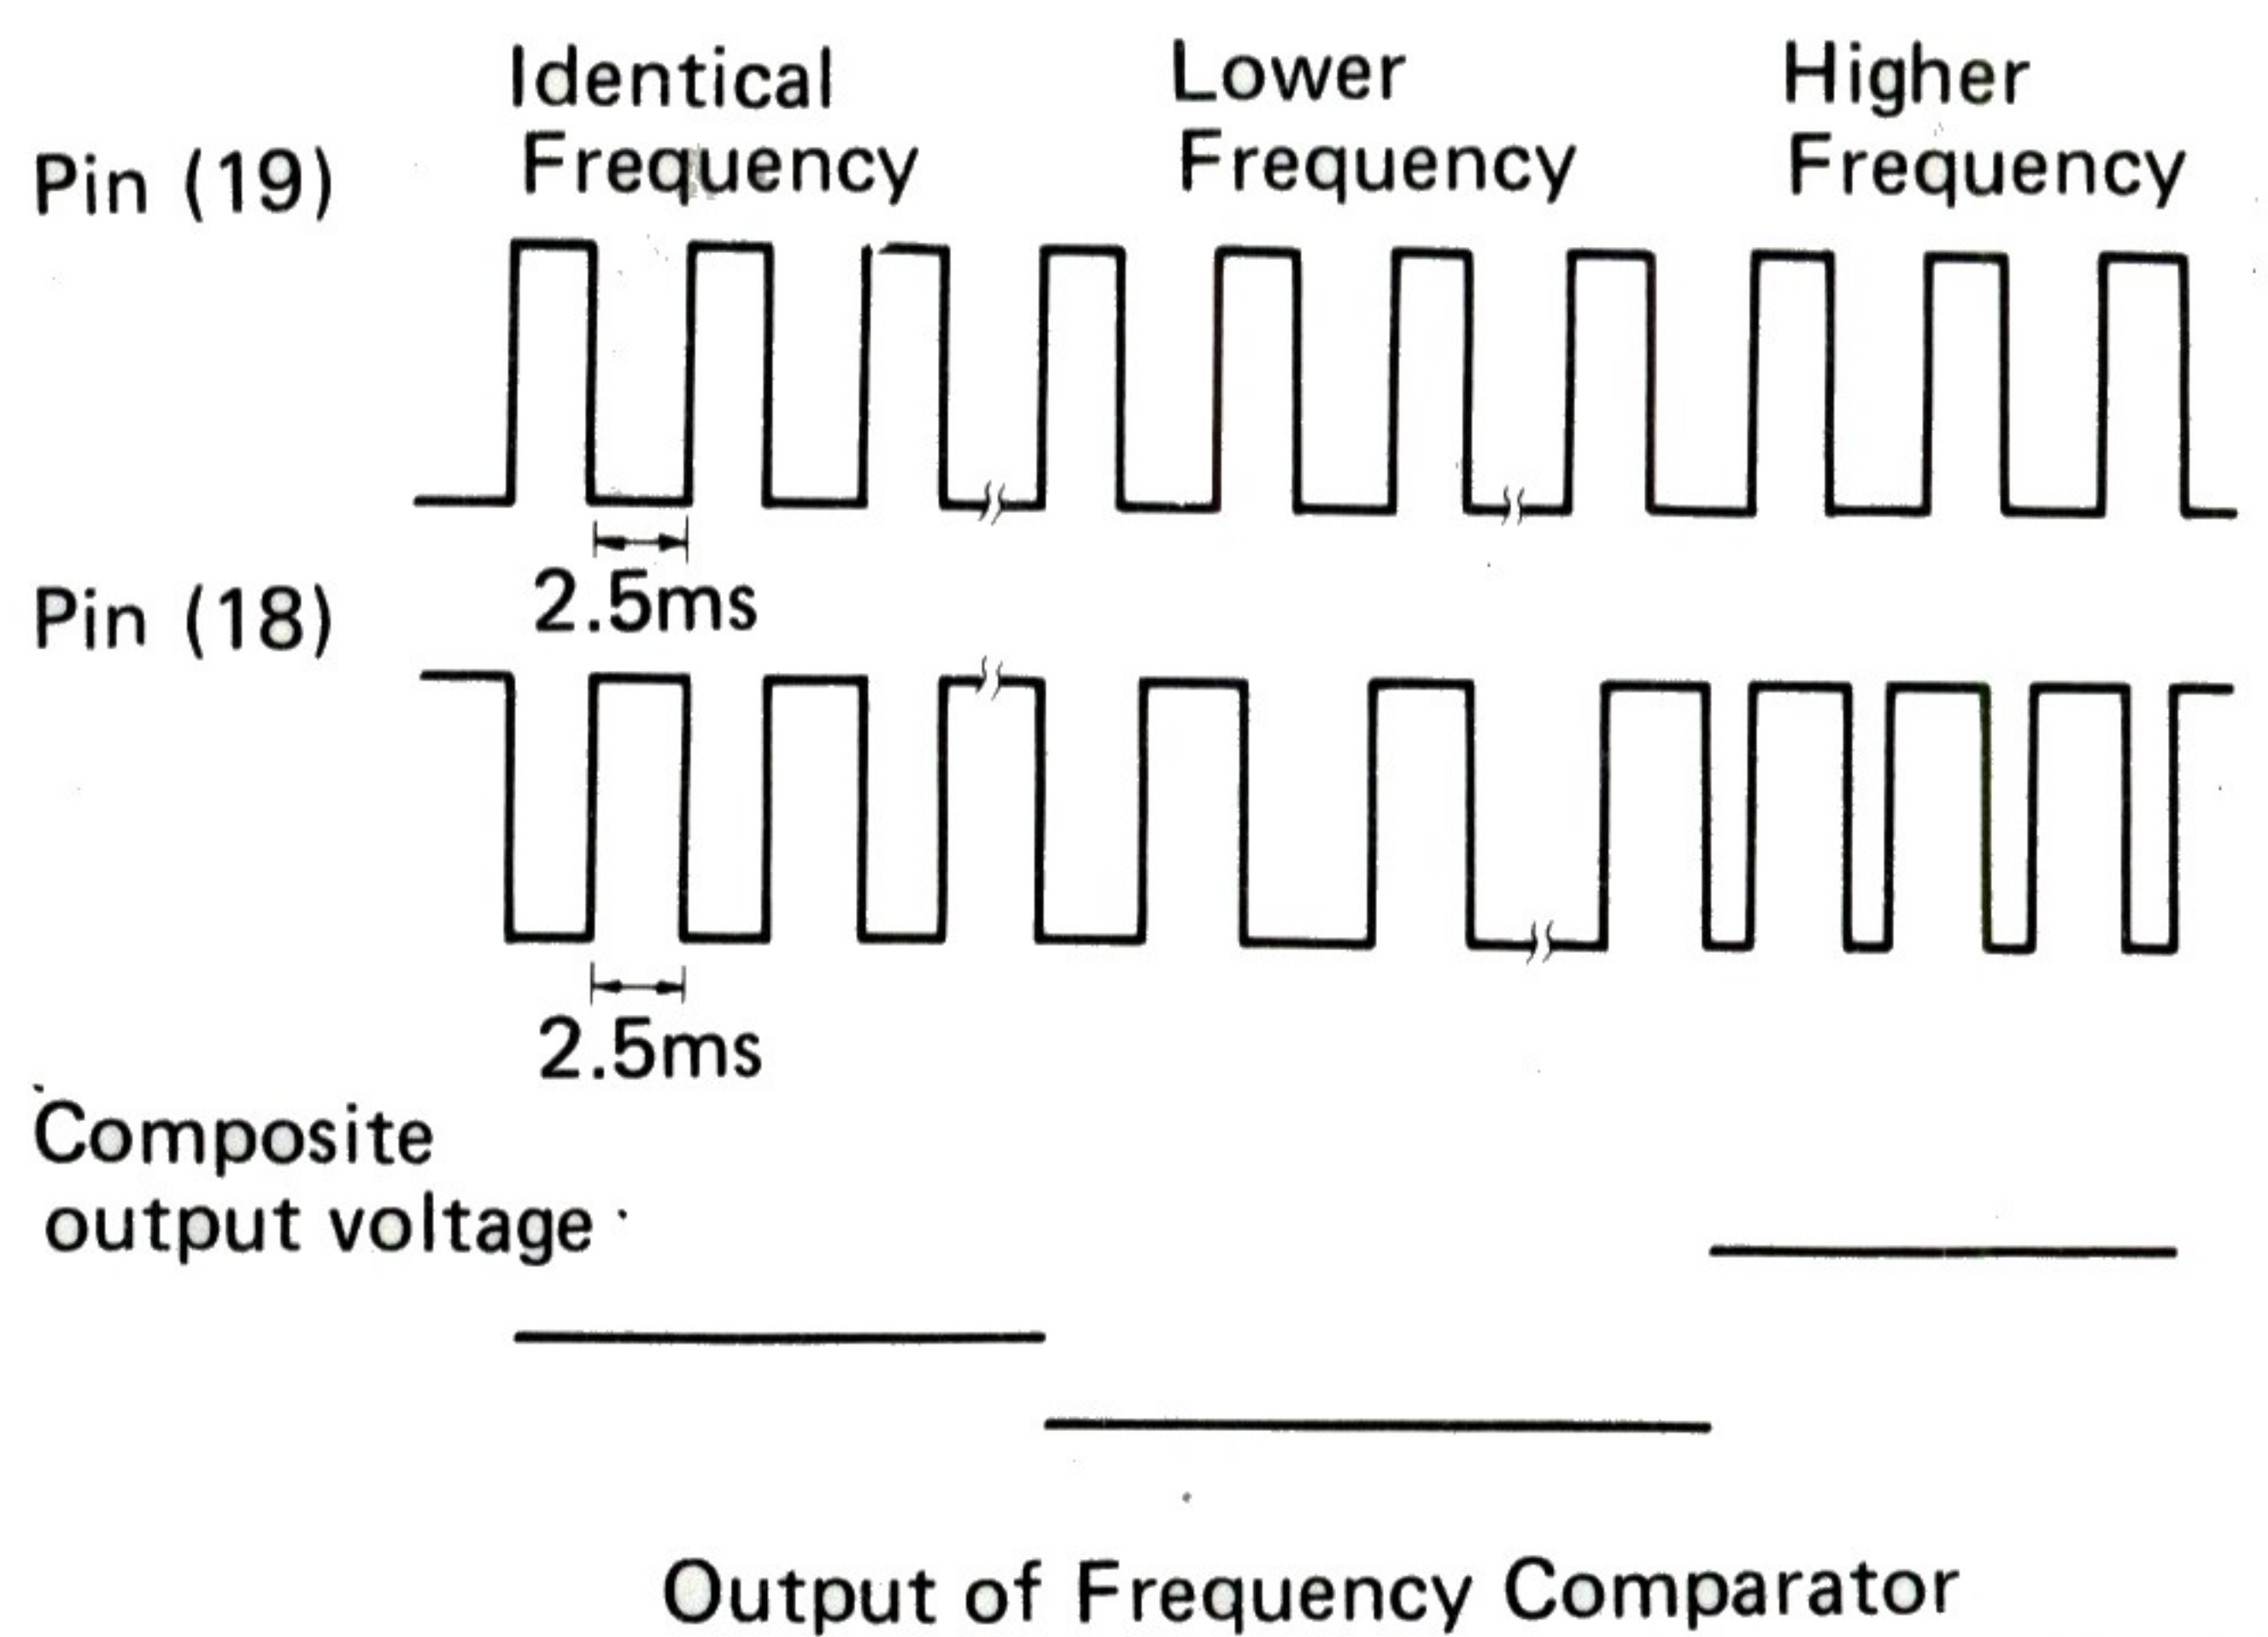 Identical
Frequency
Lower
Frequency
Higher
Frequency
Pin (19)
2.5ms
Pin (18)
2.5ms
Composite
output voltage
Output of Frequency Comparator